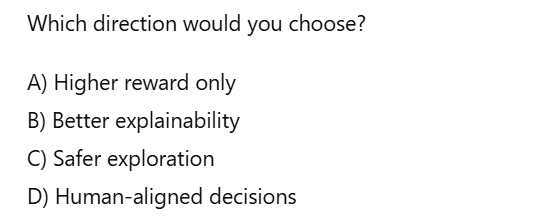 Which direction would you choose?
A) Higher reward only
B) Better explainability
C) Safer exploration
D) Human-aligned decisions